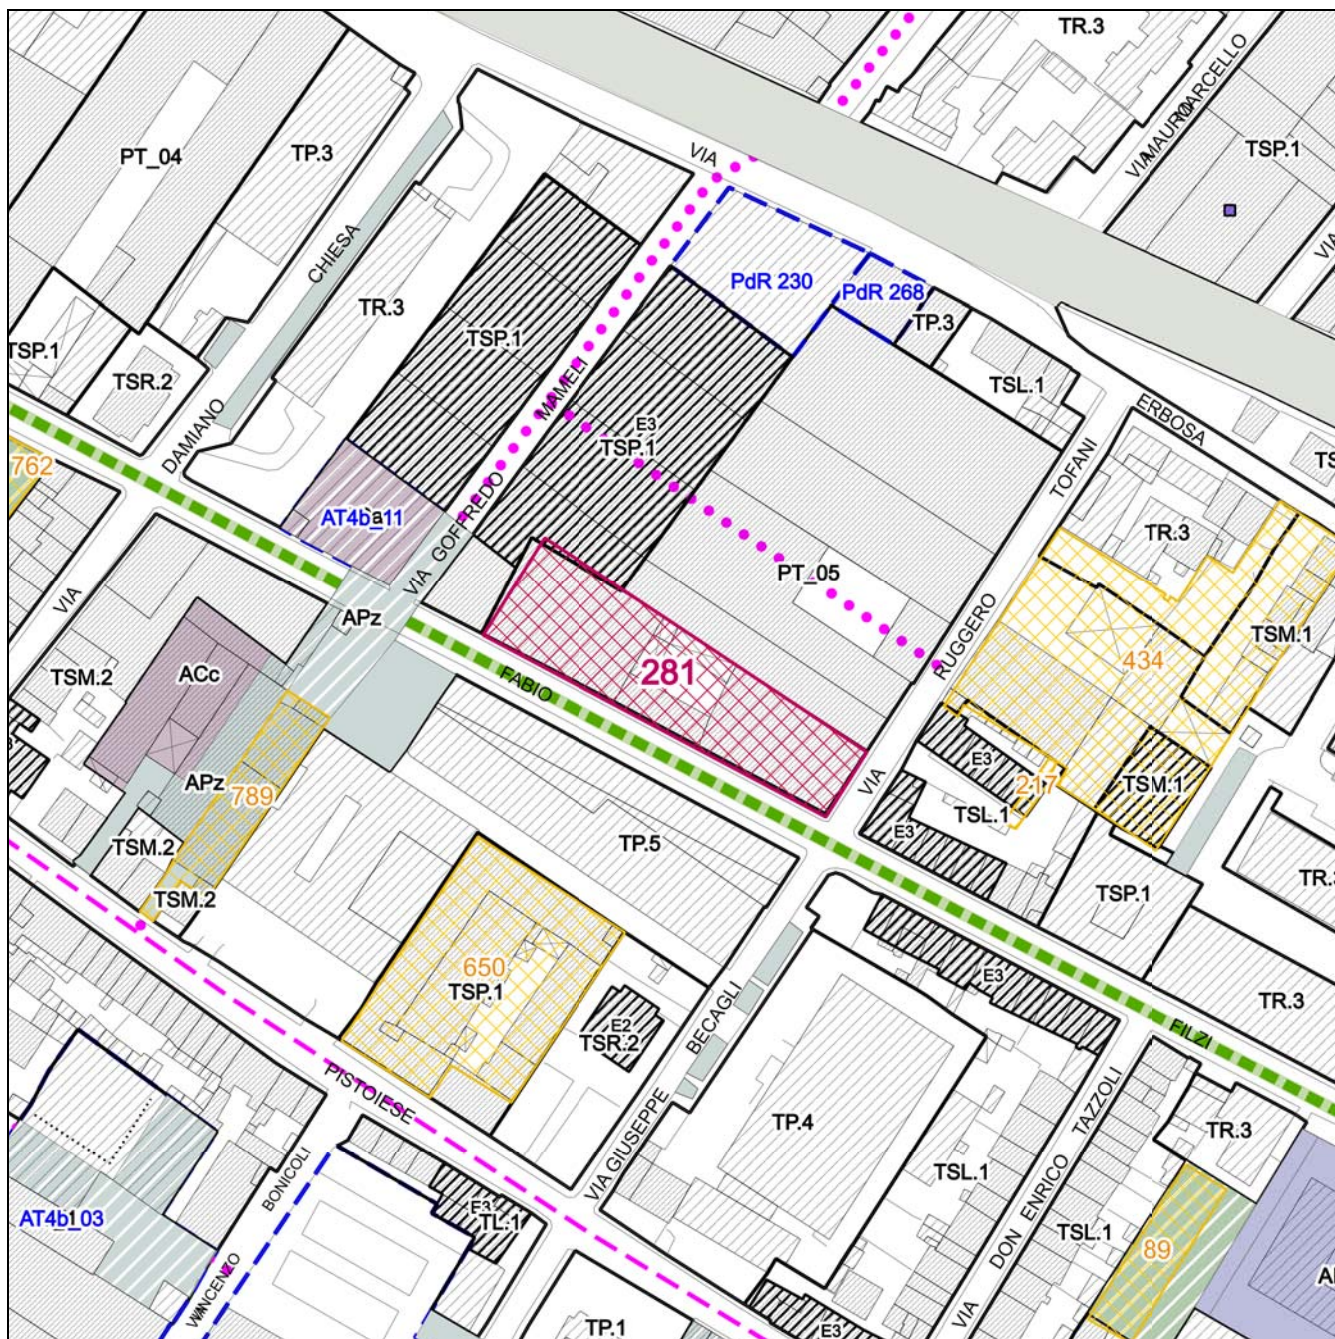 TR.3
VIA MAURO MARCELLO
TSP.1
VIA
VIA
PT_04
TP.3
CHIESA
TR.3
PdR 230
PdR 268
TP.3
TSL.1
TSP.1
TSR.2
TSP.1
MAMELI
E3
TSP.1
ERBOSA
DAMIANO
TOFANI
762
AT4b_11
VIA GOFFREDO
TR.3
PT_05
VIA
APz
RUGGERO
TSM.1
434
281
ACc
TSM.2
FABIO
APz
789
VIA
E3
217
TSM.1
TSL.1
E3
TSM.2
TP.5
TSM.2
TSP.1
TR.3
650
TSP.1
E3
TR.3
E2
TSR.2
BECAGLI
FILZI
PISTOIESE
TP.4
TAZZOLI
TR.3
VIA GIUSEPPE
BONICOLI
TSL.1
ENRICO
E3
TL.1
AT4b_03
TSL.1
89
DON
VINCENZO
VIA
TP.1
E3